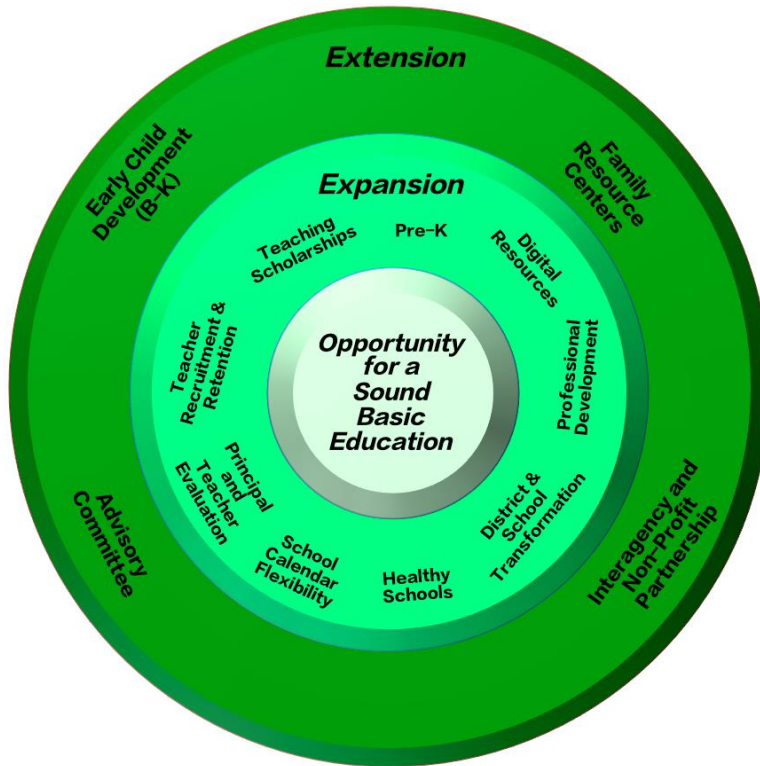 Extension
Early Child
Development
(B-K)
Family
Resource
Centers
Expansion
Teaching
Scholarships
Pre-K
Digital
Resources
Teacher
Recruitment &
Retention
Professional
Development
Opportunity
for a
Sound
Basic
Education
Principal
and
Teacher
Evaluation
District &
School
Transformation
School
Calendar
Flexibility
Healthy
Schools
Advisory
Committee
Interagency and
Non-Profit
Partnership